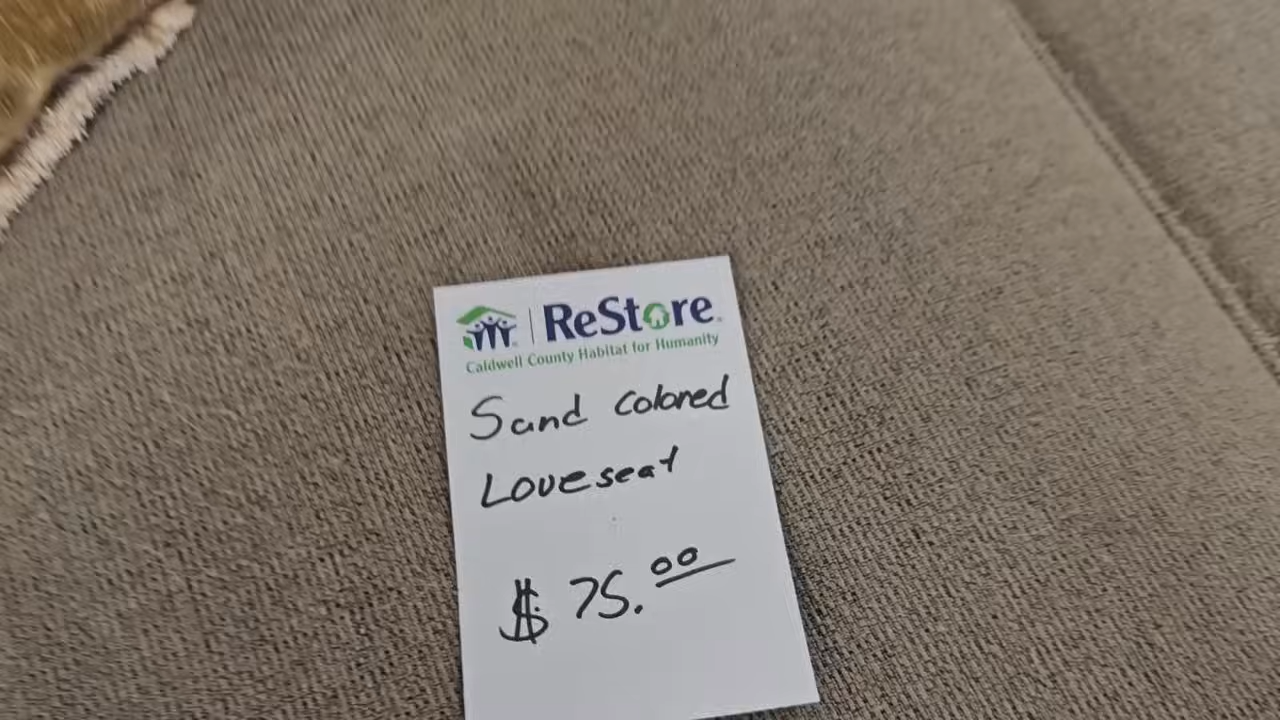 ReStore
Caldwell County Habitat for Humanity
Sand colored
Loveseat
$75.00